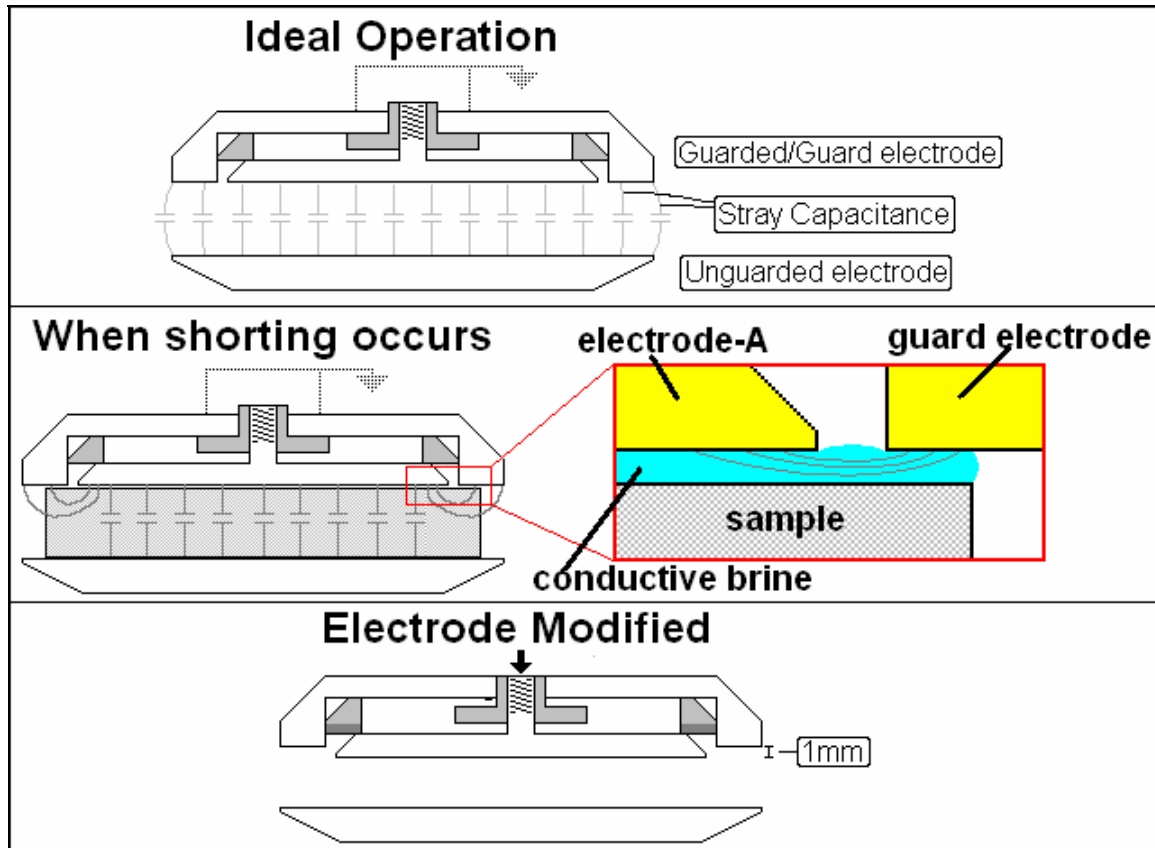 Ideal Operation
Guarded/Guard electrode
Stray Capacitance
Unguarded electrode
When shorting occurs
electrode-A
guard electrode
sample
conductive brine
Electrode Modified
1mm